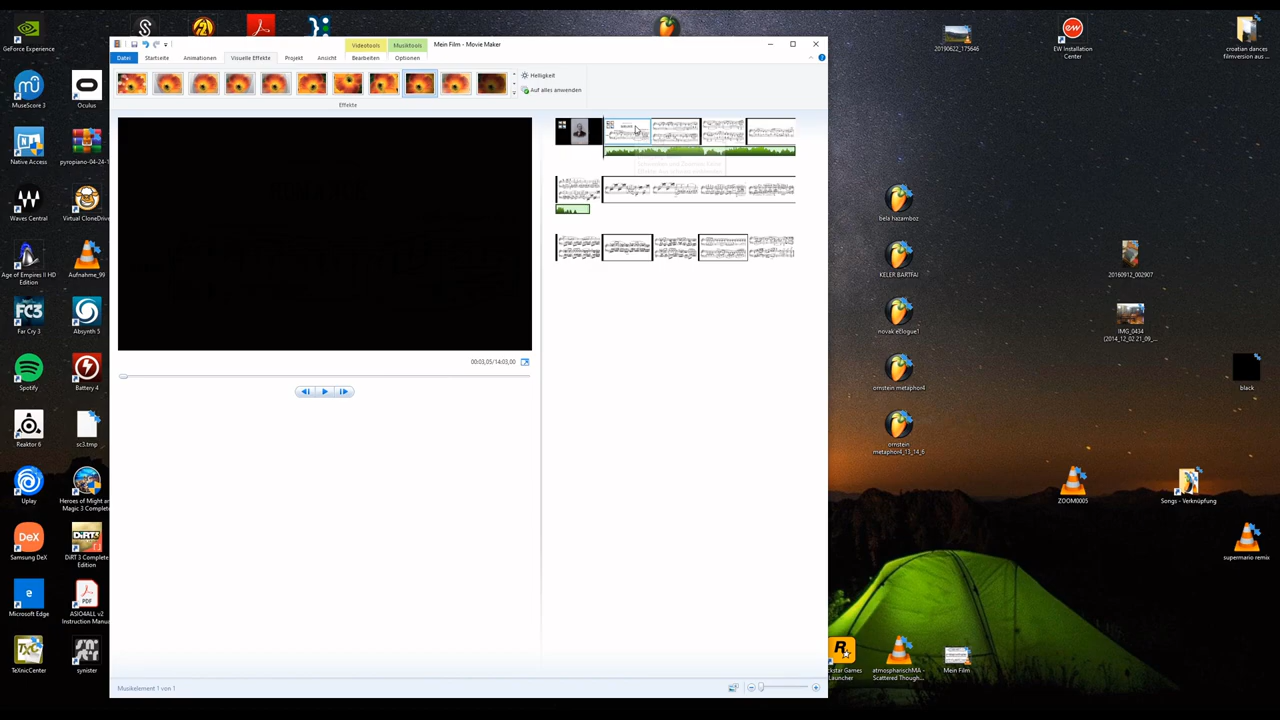 Mein Film - Movie Maker
Videotools
Musiktools
Datei
Startseite
Animationen
Visuelle Effekte
Projekt
Ansicht
Bearbeiten
Optionen
Helligkeit
Auf alles anwenden
Effekte
00:03,05/14:03,00
Musikelement 1 von 1
GeForce Experience
MuseScore 3
Oculus
Native Access
pyropiano-04-24-1
Waves Central
Virtual CloneDrive
Age of Empires II HD
Edition
Aufnahme_99
Far Cry 3
Absynth 5
Spotify
Battery 4
Reaktor 6
sc3.tmp
Uplay
Heroes of Might and
Magic 3 Complete
Samsung DeX
DiRT 3 Complete
Edition
Microsoft Edge
ASIO4ALL v2
Instruction Manual
TeXnicCenter
synister
20190622_175646
EW Installation
Center
croatian dances
filmversion aus ...
bela hazamboz
KELER BARTFAI
novak eElogue1
ornstein metaphor4
ornstein
metaphor4_13_14_6
20160912_002907
IMG_0434
(2014_12_02 21_09_...
black
ZOOM0005
Songs - Verknüpfung
supermario remix
ckstar Games
Launcher
atmospharischMA -
Scattered Though...
Mein Film